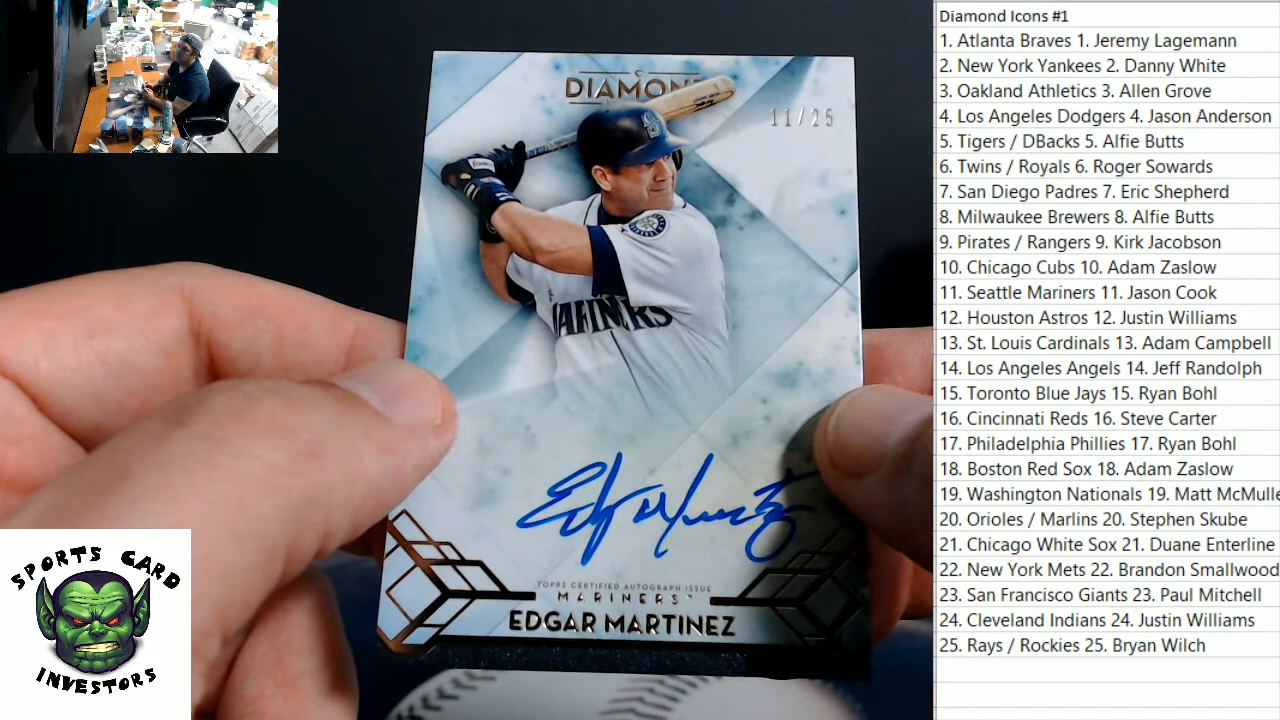 DIAMON
11/25
MARINERS
Edgar Martinez
TOPPS CERTIFIED AUTOGRAPH ISSUE
MARINERS
EDGAR MARTINEZ
SPORTS CARD
INVESTORS
Diamond Icons #1
1. Atlanta Braves 1. Jeremy Lagemann
2. New York Yankees 2. Danny White
3. Oakland Athletics 3. Allen Grove
4. Los Angeles Dodgers 4. Jason Anderson
5. Tigers / DBacks 5. Alfie Butts
6. Twins / Royals 6. Roger Sowards
7. San Diego Padres 7. Eric Shepherd
8. Milwaukee Brewers 8. Alfie Butts
9. Pirates / Rangers 9. Kirk Jacobson
10. Chicago Cubs 10. Adam Zaslow
11. Seattle Mariners 11. Jason Cook
12. Houston Astros 12. Justin Williams
13. St. Louis Cardinals 13. Adam Campbell
14. Los Angeles Angels 14. Jeff Randolph
15. Toronto Blue Jays 15. Ryan Bohl
16. Cincinnati Reds 16. Steve Carter
17. Philadelphia Phillies 17. Ryan Bohl
18. Boston Red Sox 18. Adam Zaslow
19. Washington Nationals 19. Matt McMulle
20. Orioles / Marlins 20. Stephen Skube
21. Chicago White Sox 21. Duane Enterline
22. New York Mets 22. Brandon Smallwood
23. San Francisco Giants 23. Paul Mitchell
24. Cleveland Indians 24. Justin Williams
25. Rays / Rockies 25. Bryan Wilch